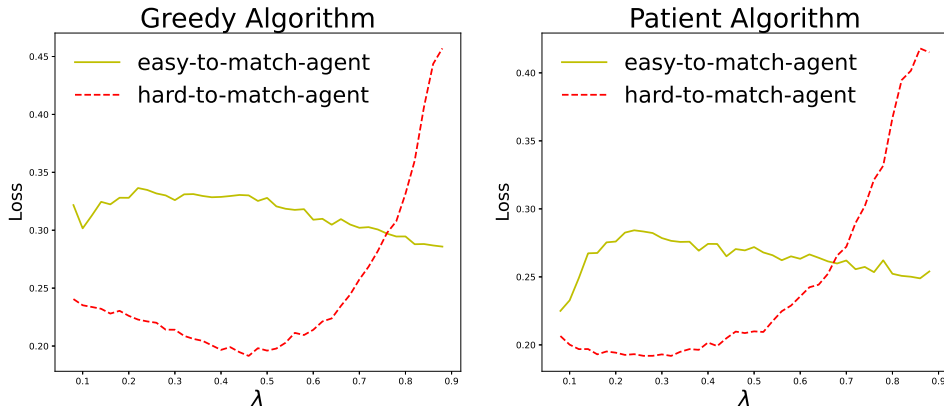 Greedy Algorithm
easy-to-match-agent
hard-to-match-agent
0.45
0.40
0.35
0.30
0.25
0.20
Loss
0.1 0.2 0.3 0.4 0.5 0.6 0.7 0.8 0.9
λ
Patient Algorithm
easy-to-match-agent
hard-to-match-agent
0.40
0.35
0.30
0.25
0.20
Loss
0.1 0.2 0.3 0.4 0.5 0.6 0.7 0.8 0.9
λ